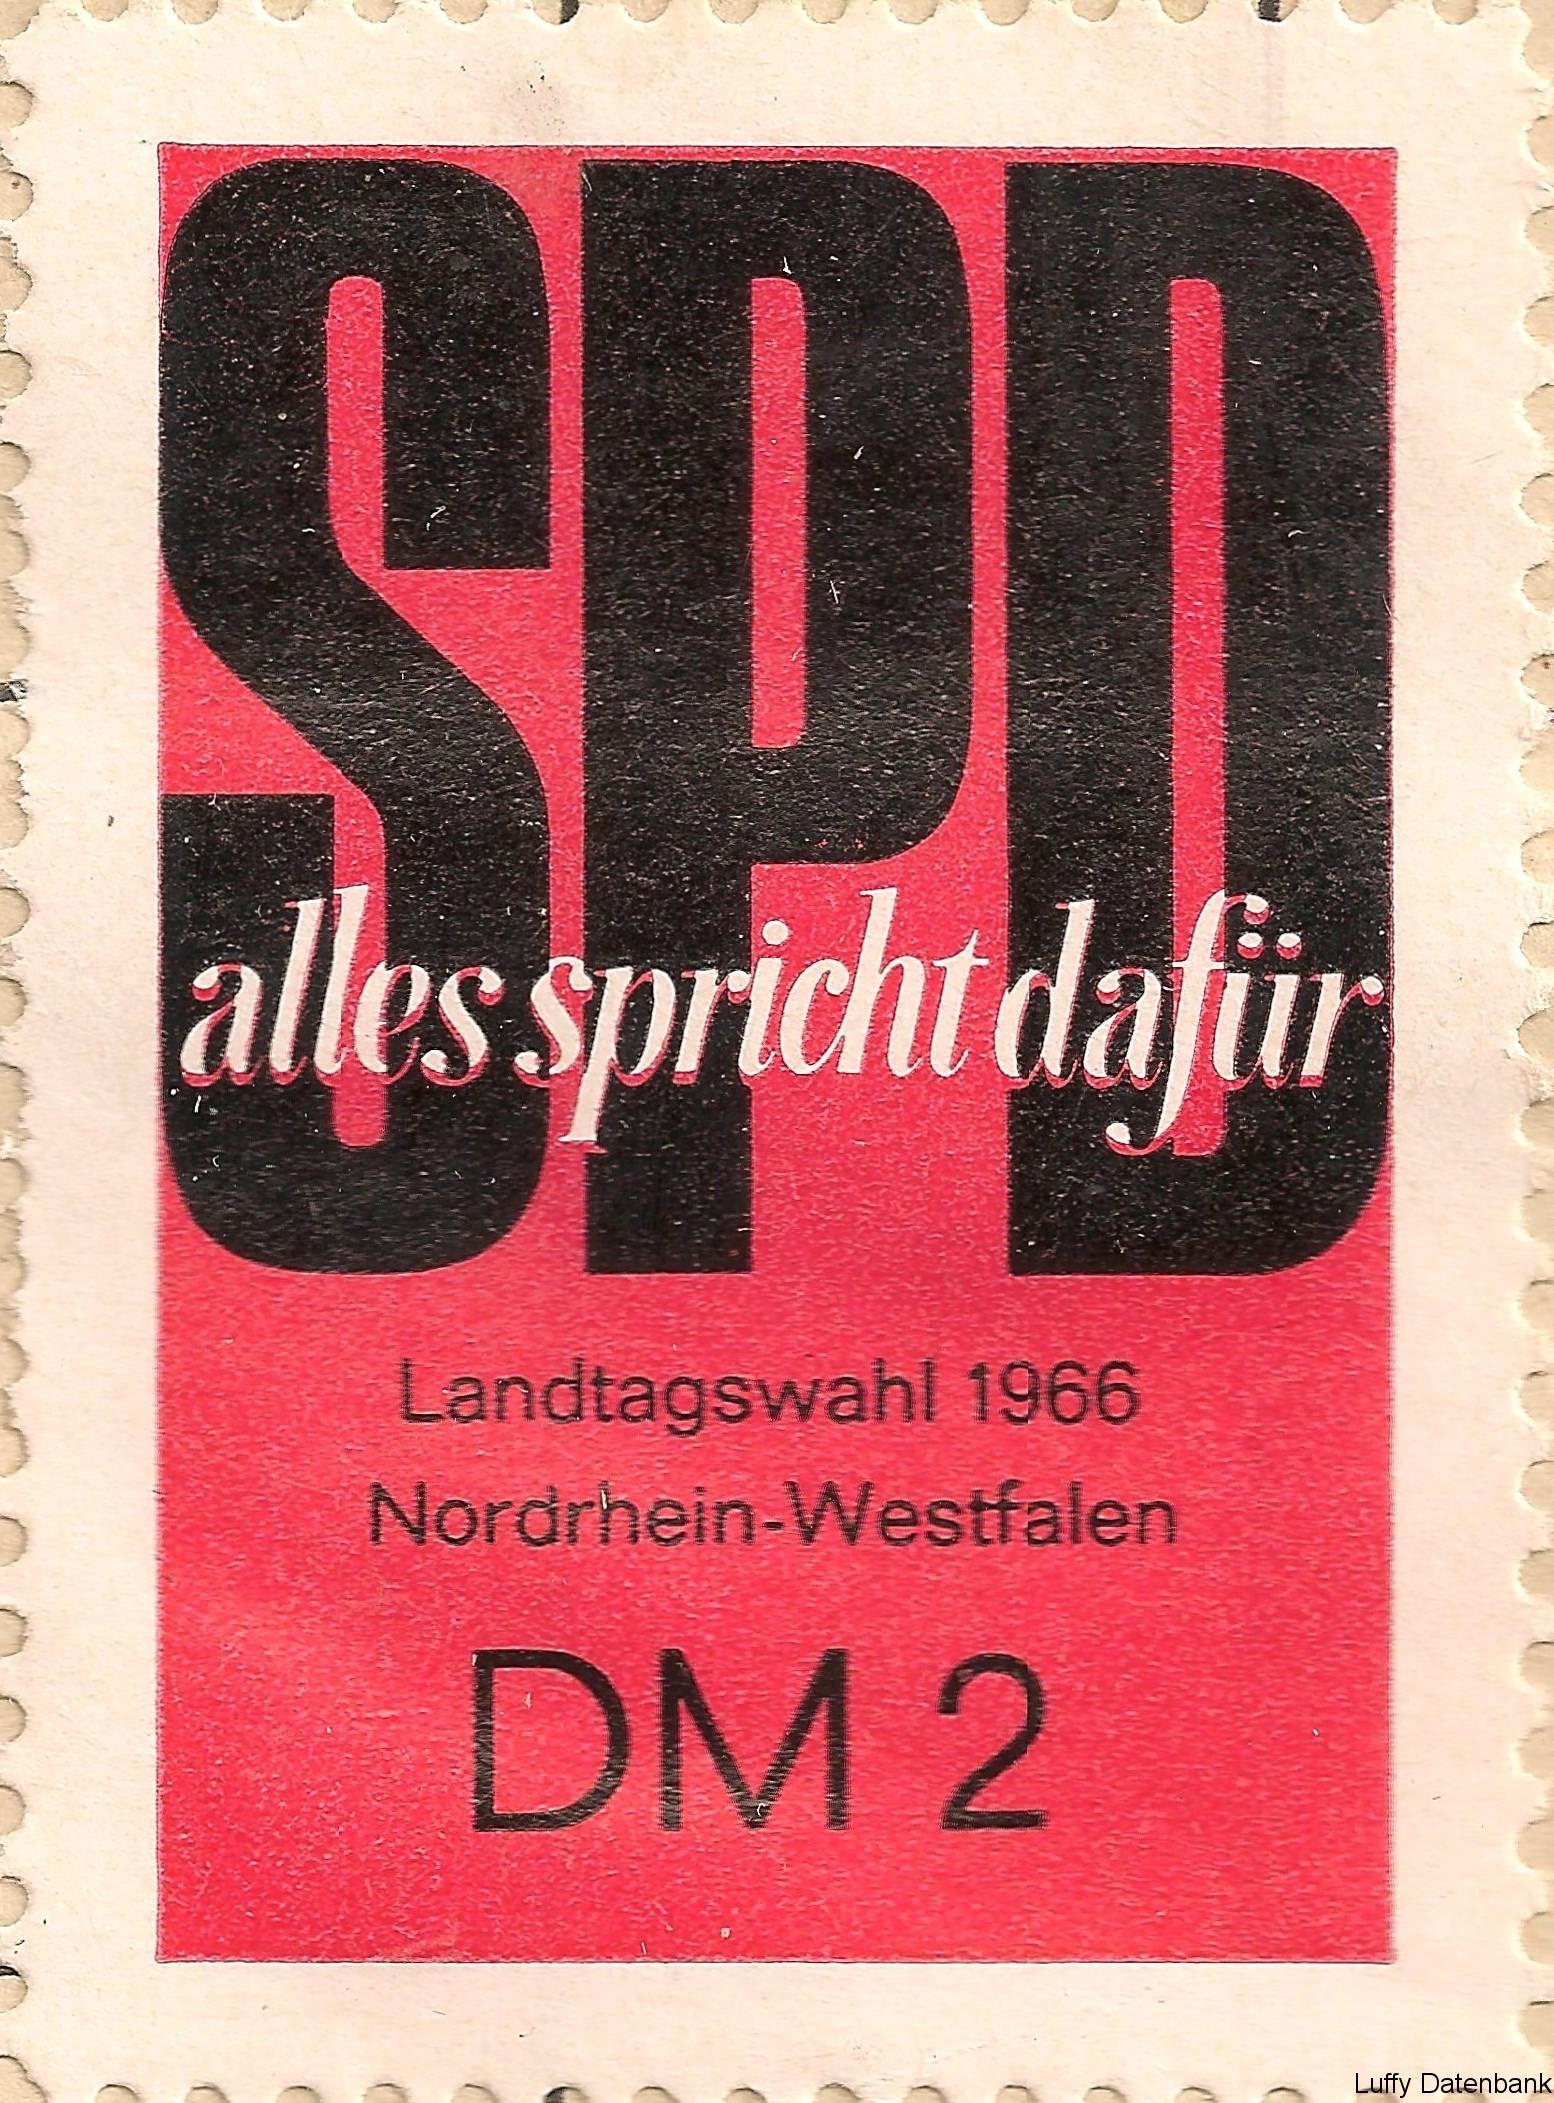 SPD
alles spricht dafür
Landtagswahl 1966
Nordrhein-Westfalen
DM 2
Luffy Datenbank